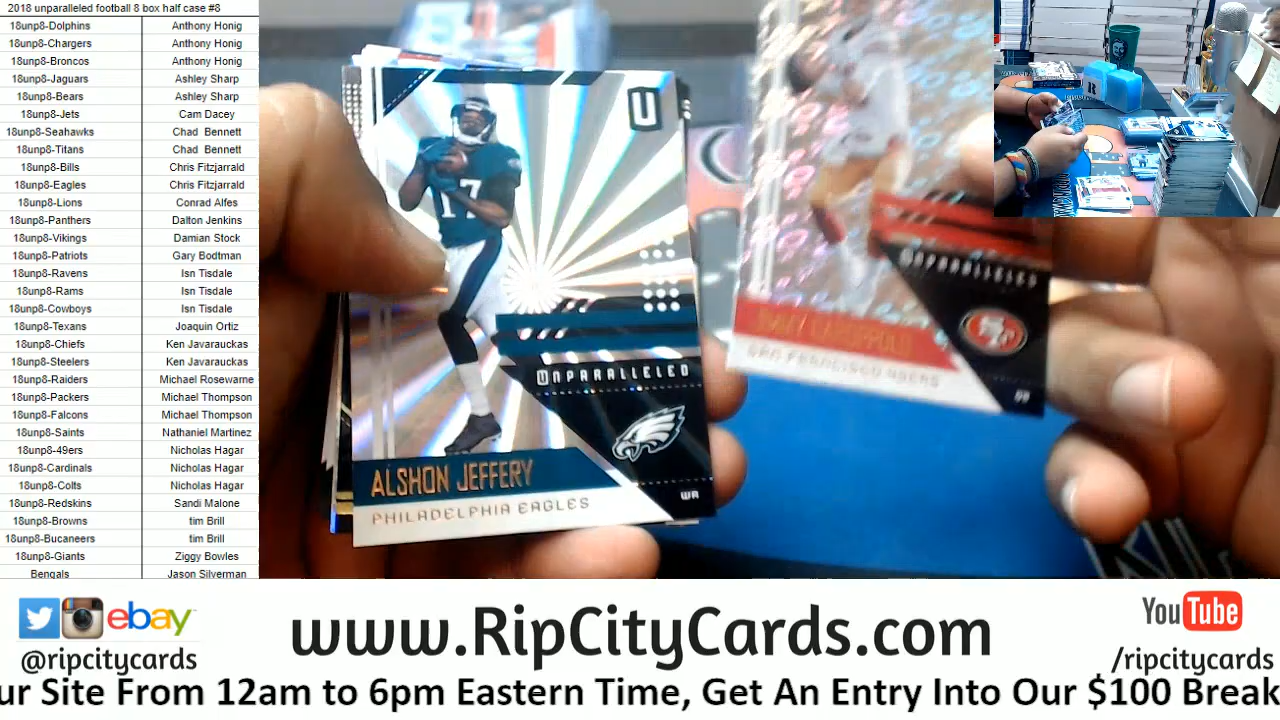 2018 unparalleled football 8 box half case #8
18unp8-Dolphins Anthony Honig
18unp8-Chargers Anthony Honig
18unp8-Broncos Anthony Honig
18unp8-Jaguars Ashley Sharp
18unp8-Bears Ashley Sharp
18unp8-Jets Cam Dacey
18unp8-Seahawks Chad Bennett
18unp8-Titans Chad Bennett
18unp8-Bills Chris Fitzjarrald
18unp8-Eagles Chris Fitzjarrald
18unp8-Lions Conrad Alfes
18unp8-Panthers Dalton Jenkins
18unp8-Vikings Damian Stock
18unp8-Patriots Gary Bodtman
18unp8-Ravens Isn Tisdale
18unp8-Rams Isn Tisdale
18unp8-Cowboys Isn Tisdale
18unp8-Texans Joaquin Ortiz
18unp8-Chiefs Ken Javarauckas
18unp8-Steelers Ken Javarauckas
18unp8-Raiders Michael Rosewarne
18unp8-Packers Michael Thompson
18unp8-Falcons Michael Thompson
18unp8-Saints Nathaniel Martinez
18unp8-49ers Nicholas Hagar
18unp8-Cardinals Nicholas Hagar
18unp8-Colts Nicholas Hagar
18unp8-Redskins Sandi Malone
18unp8-Browns tim Brill
18unp8-Bucaneers tim Brill
18unp8-Giants Ziggy Bowles
Bengals Jason Silverman
U
17
UNPARALLELED
ALSHON JEFFERY
PHILADELPHIA EAGLES
WR
UNPARALLELED
SAN FRANCISCO 49ERS
ebay
@ripcitycards
www.RipCityCards.com
YouTube
/ripcitycards
ur Site From 12am to 6pm Eastern Time, Get An Entry Into Our $100 Break